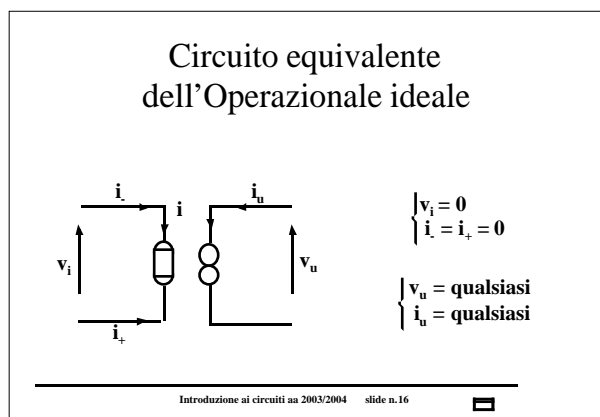 Circuito equivalente
dell'Operazionale ideale
i-
i
iu
vi
vu
i+
vi = 0
i- = i+ = 0
vu = qualsiasi
iu = qualsiasi
Introduzione ai circuiti aa 2003/2004 slide n.16